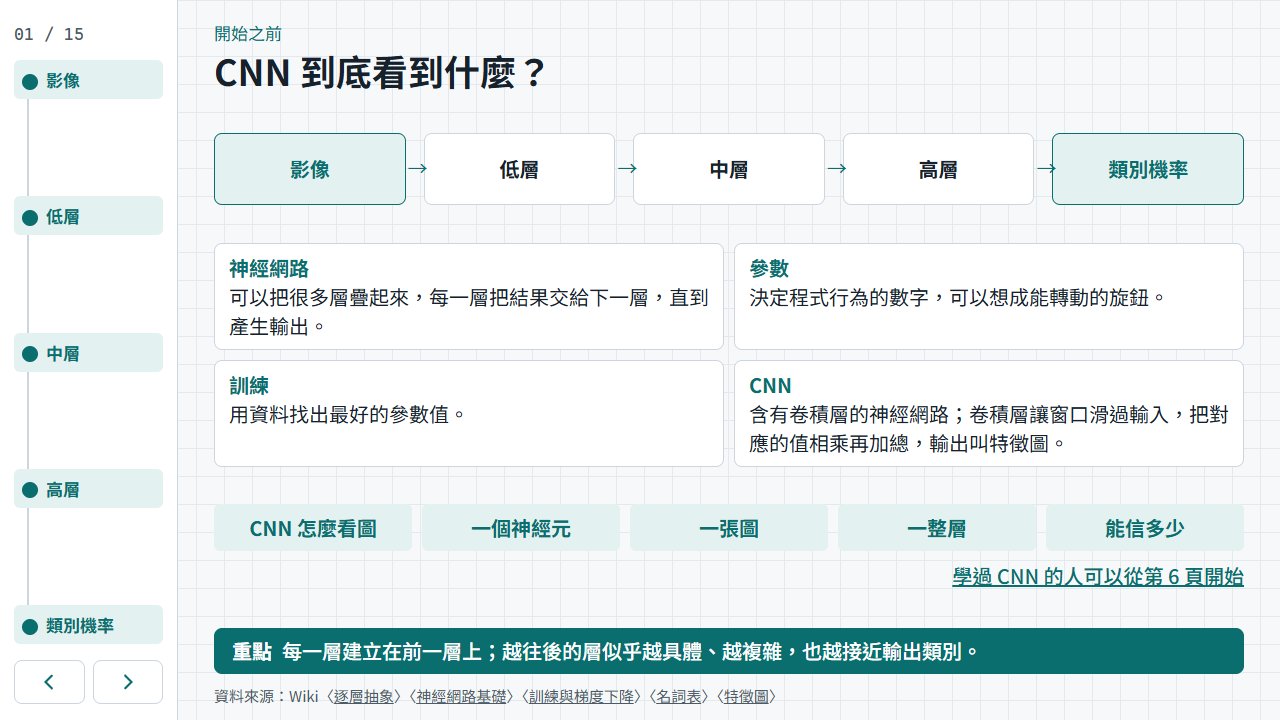 01 / 15
影像
低層
中層
高層
類別機率
開始之前
CNN 到底看到什麼？
影像 → 低層 → 中層 → 高層 → 類別機率
神經網路
可以把很多層疊起來，每一層把結果交給下一層，直到
產生輸出。
參數
決定程式行為的數字，可以想成能轉動的旋鈕。
訓練
用資料找出最好的參數值。
CNN
含有卷積層的神經網路；卷積層讓窗口滑過輸入，把對
應的值相乘再加總，輸出叫特徵圖。
CNN 怎麼看圖
一個神經元
一張圖
一整層
能信多少
學過 CNN 的人可以從第 6 頁開始
重點 每一層建立在前一層上；越往後的層似乎越具體、越複雜，也越接近輸出類別。
資料來源：Wiki〈逐層抽象〉〈神經網路基礎〉〈訓練與梯度下降〉〈名詞表〉〈特徵圖〉